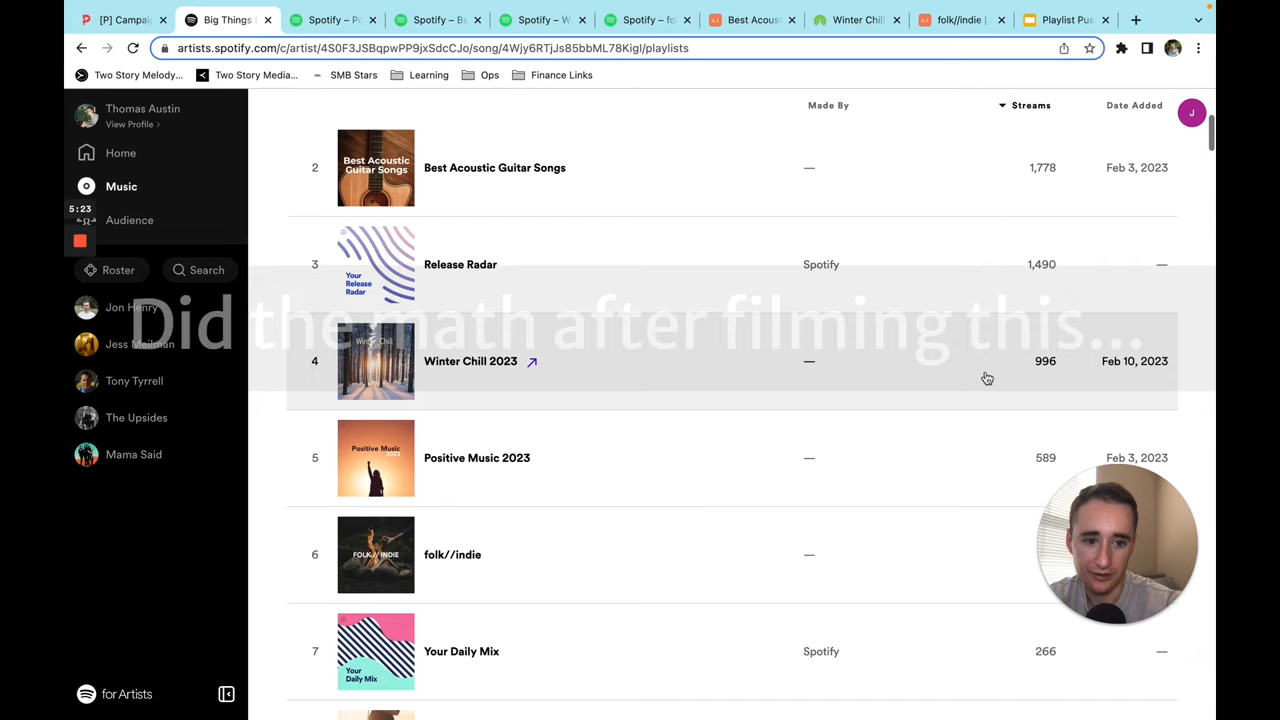 [P] Campai
Big Things f
Spotify – Po
Spotify – Be
Spotify – W
Spotify – fol
Best Acous
Winter Chill
folk//indie |
Playlist Pus
artists.spotify.com/c/artist/4S0F3JSBqpwPP9jxSdcCJo/song/4Wjy6RTjJs85bbML78KigI/playlists
Two Story Melody...
Two Story Media...
SMB Stars
Learning
Ops
Finance Links
Thomas Austin
View Profile >
Home
Music
5:23
Audience
Roster
Search
Jon Henry
Jess Meilman
Tony Tyrrell
The Upsides
Mama Said
for Artists
Made By
Streams
Date Added
J
2
Best Acoustic
Guitar Songs
Best Acoustic Guitar Songs
—
1,778
Feb 3, 2023
3
Your
Release
Radar
Release Radar
Spotify
1,490
—
Did the math after filming this...
4
Winter Chill
Winter Chill 2023
—
996
Feb 10, 2023
5
Positive Music
2023
Positive Music 2023
—
589
Feb 3, 2023
6
FOLK//INDIE
folk//indie
—
7
Your
Daily Mix
Your Daily Mix
Spotify
266
—